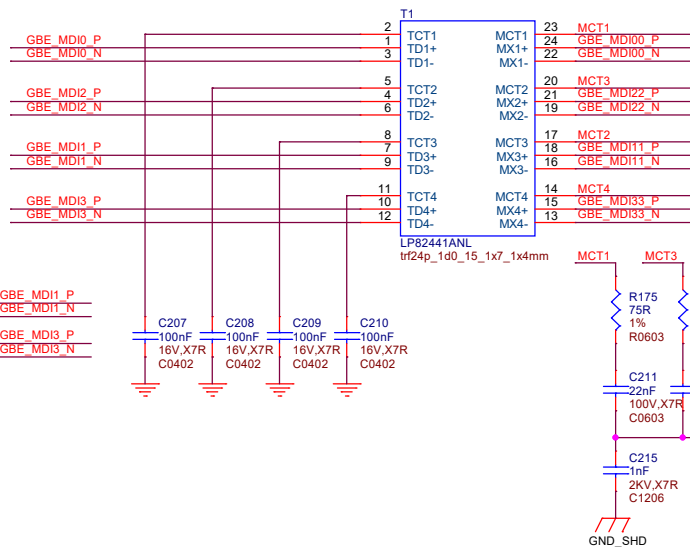 T1
2 TCT1 MCT1 23 MCT1
GBE_MDI0_P 1 TD1+ MX1+ 24 GBE_MDI00_P
GBE_MDI0_N 3 TD1- MX1- 22 GBE_MDI00_N
5 TCT2 MCT2 20 MCT3
GBE_MDI2_P 4 TD2+ MX2+ 21 GBE_MDI22_P
GBE_MDI2_N 6 TD2- MX2- 19 GBE_MDI22_N
8 TCT3 MCT3 17 MCT2
GBE_MDI1_P 7 TD3+ MX3+ 18 GBE_MDI11_P
GBE_MDI1_N 9 TD3- MX3- 16 GBE_MDI11_N
11 TCT4 MCT4 14 MCT4
GBE_MDI3_P 10 TD4+ MX4+ 15 GBE_MDI33_P
GBE_MDI3_N 12 TD4- MX4- 13 GBE_MDI33_N
LP82441ANL
trf24p_1d0_15_1x7_1x4mm
MCT1 MCT3
GBE_MDI1_P
GBE_MDI1_N
GBE_MDI3_P
GBE_MDI3_N
C207
100nF
16V,X7R
C0402
C208
100nF
16V,X7R
C0402
C209
100nF
16V,X7R
C0402
C210
100nF
16V,X7R
C0402
R175
75R
1%
R0603
C211
22nF
100V,X7R
C0603
C215
1nF
2KV,X7R
C1206
GND_SHD